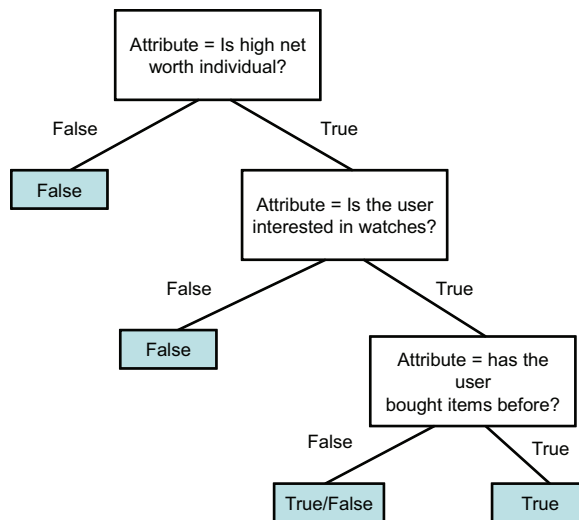 Attribute = Is high net
worth individual?
False
True
False
Attribute = Is the user
interested in watches?
False
True
False
Attribute = has the
user
bought items before?
False
True
True/False
True